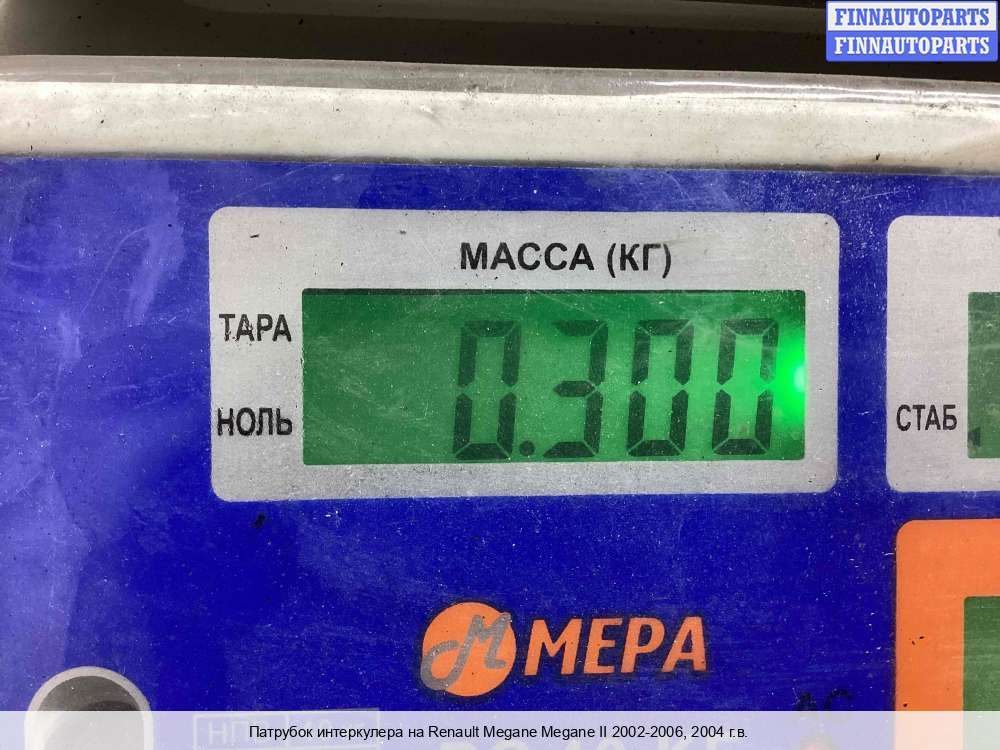 FINNAUTOPARTS
FINNAUTOPARTS
МАССА (КГ)
ТАРА
0.300
НОЛЬ
СТАБ
МЕРА
Патрубок интеркулера на Renault Megane Megane II 2002-2006, 2004 г.в.